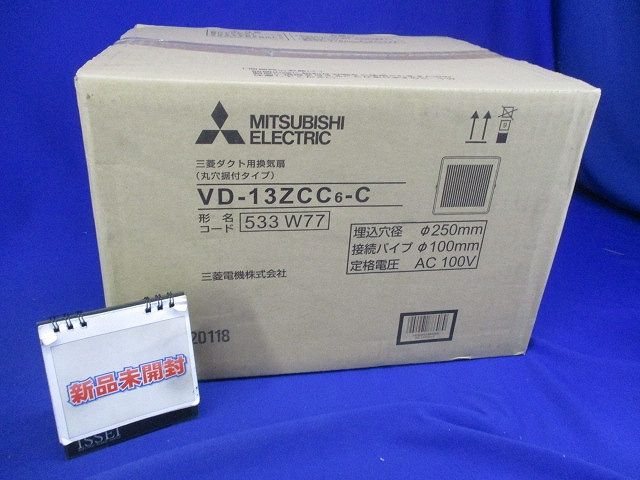 MITSUBISHI
ELECTRIC
三菱ダクト用換気扇
(丸穴据付タイプ)
VD-13ZCC6-C
形 名
コード
533 W77
埋込穴径 φ250mm
接続パイプ φ100mm
定格電圧 AC 100V
三菱電機株式会社
9
20118
新品未開封
ISSEI